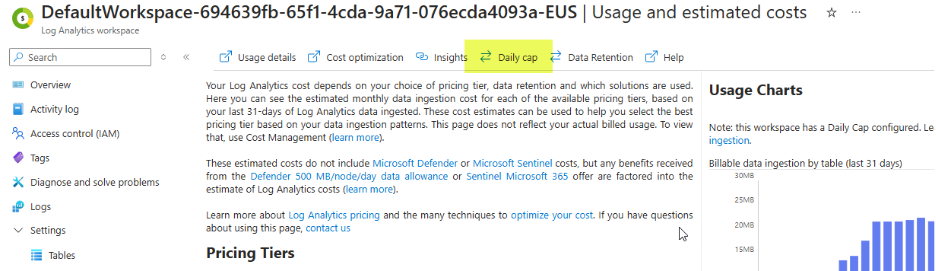 DefaultWorkspace-694639fb-65f1-4cda-9a71-076ecda4093a-EUS | Usage and estimated costs
Log Analytics workspace
Search
Usage details
Cost optimization
Insights
Daily cap
Data Retention
Help
Overview
Activity log
Access control (IAM)
Tags
Diagnose and solve problems
Logs
Settings
Tables
Your Log Analytics cost depends on your choice of pricing tier, data retention and which solutions are used.
Here you can see the estimated monthly data ingestion cost for each of the available pricing tiers, based on
your last 31-days of Log Analytics data ingested. These cost estimates can be used to help you select the best
pricing tier based on your data ingestion patterns. This page does not reflect your actual billed usage. To view
that, use Cost Management (learn more).
These estimated costs do not include Microsoft Defender or Microsoft Sentinel costs, but any benefits received
from the Defender 500 MB/node/day data allowance or Sentinel Microsoft 365 offer are factored into the
estimate of Log Analytics costs (learn more).
Learn more about Log Analytics pricing and the many techniques to optimize your cost. If you have questions
about using this page, contact us
Pricing Tiers
Usage Charts
Note: this workspace has a Daily Cap configured. Le
ingestion.
Billable data ingestion by table (last 31 days)
30MB
25MB
20MB
15MB